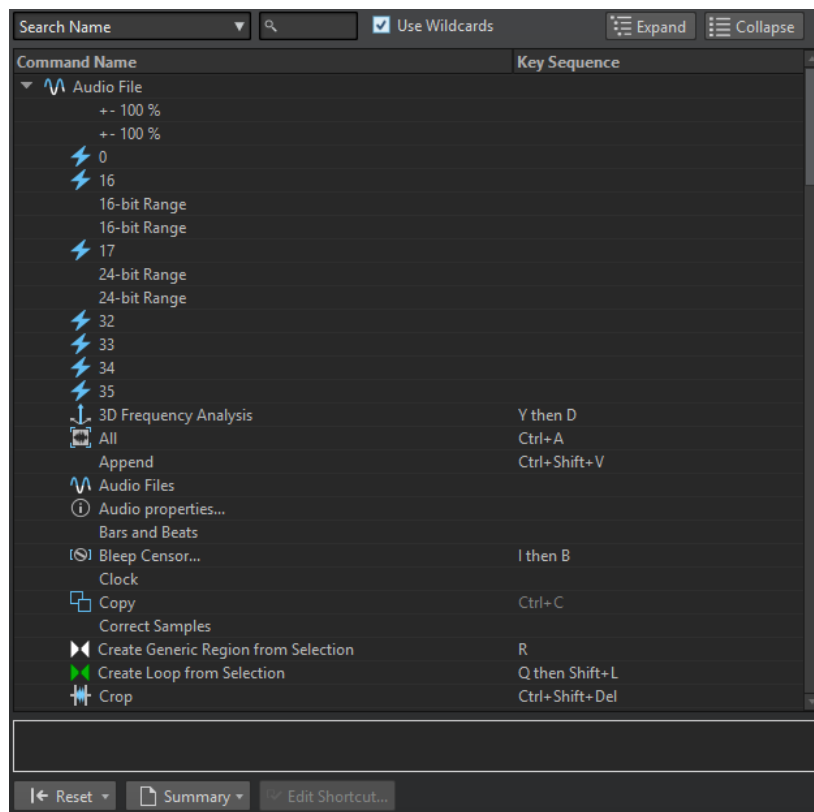 Search Name Use Wildcards Expand Collapse
Command Name Key Sequence
Audio File
+- 100 %
+- 100 %
0
16
16-bit Range
16-bit Range
17
24-bit Range
24-bit Range
32
33
34
35
3D Frequency Analysis Y then D
All Ctrl+A
Append Ctrl+Shift+V
Audio Files
Audio properties...
Bars and Beats
Bleep Censor... I then B
Clock
Copy Ctrl+C
Correct Samples
Create Generic Region from Selection R
Create Loop from Selection Q then Shift+L
Crop Ctrl+Shift+Del
Reset Summary Edit Shortcut...